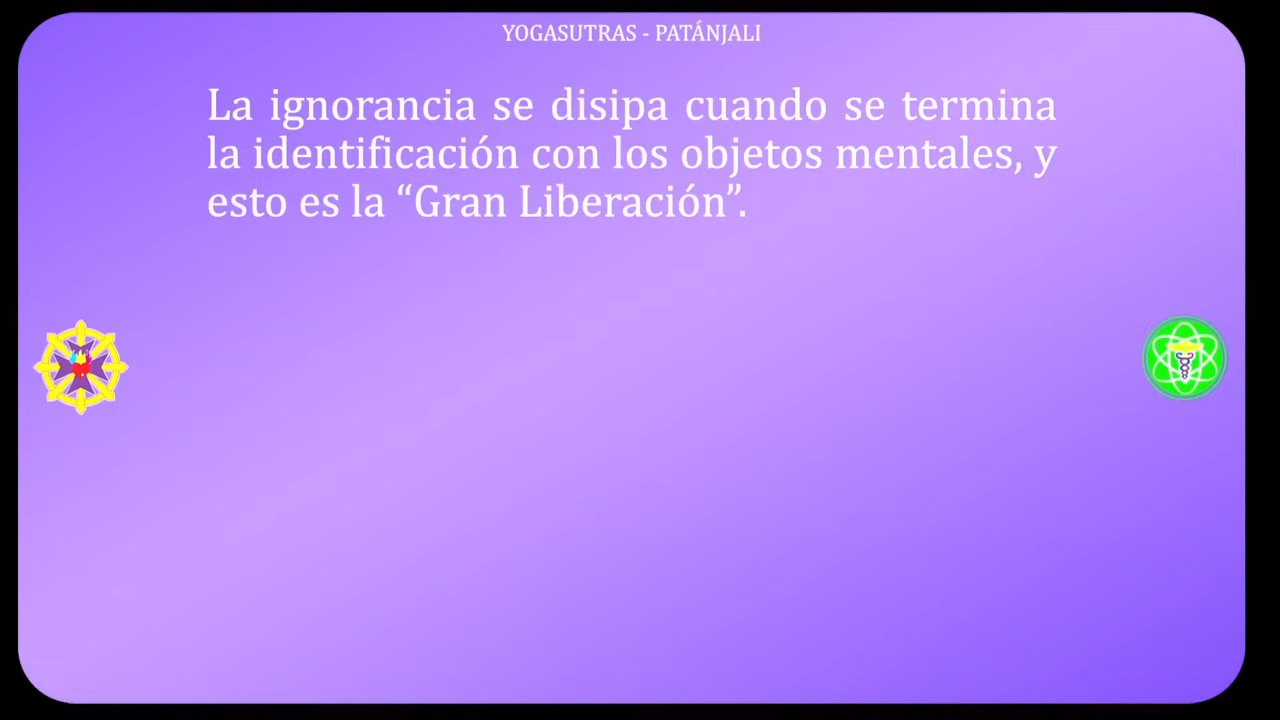 YOGASUTRAS - PATÁNJALI
La ignorancia se disipa cuando se termina
la identificación con los objetos mentales, y
esto es la “Gran Liberación”.